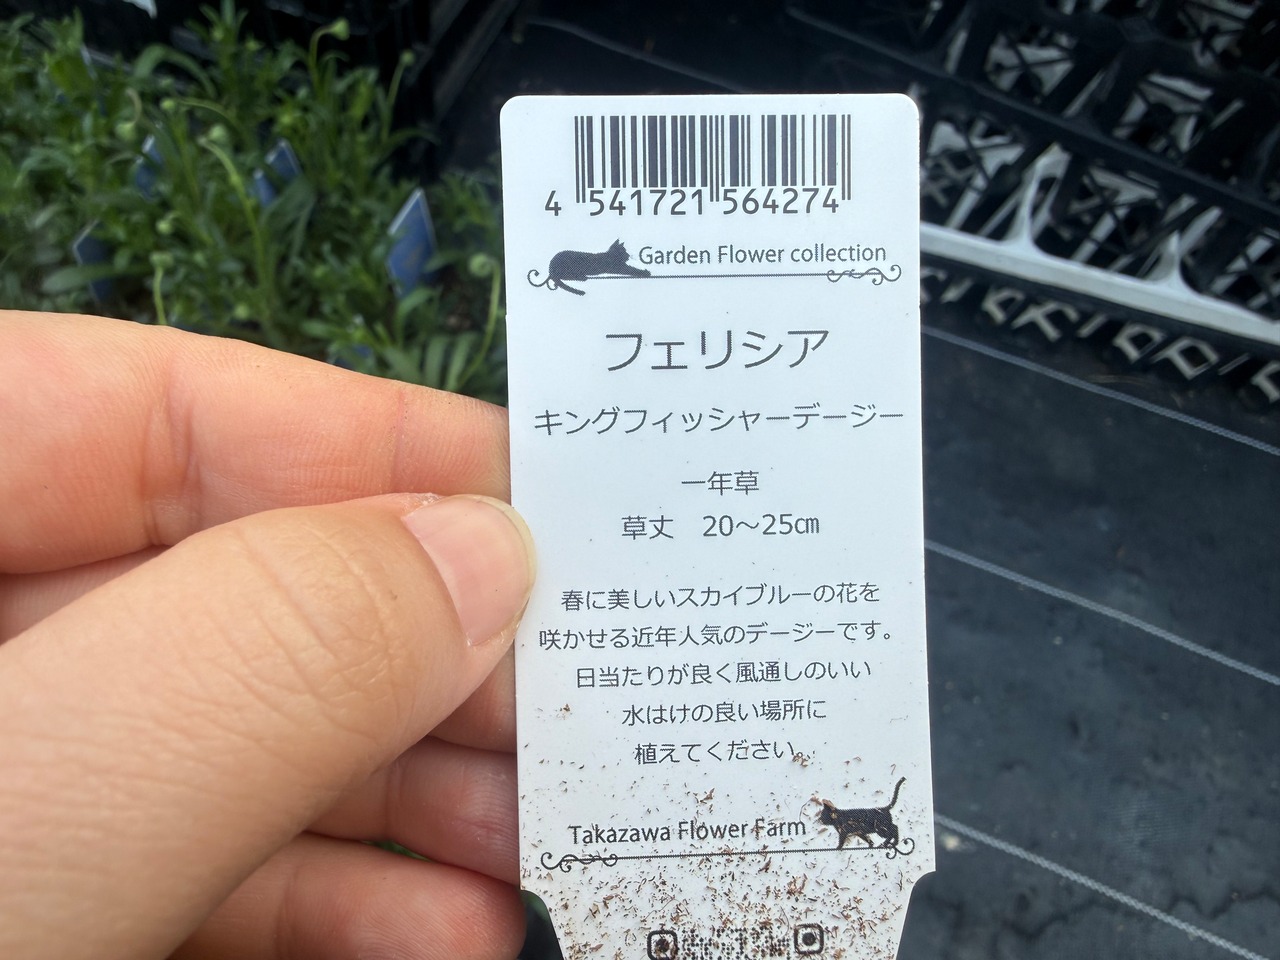 4 541721 564274
Garden Flower collection
フェリシア
キングフィッシャーデージー
一年草
草丈　20～25㎝
春に美しいスカイブルーの花を
咲かせる近年人気のデージーです。
日当たりが良く風通しのいい
水はけの良い場所に
植えてください。
Takazawa Flower Farm